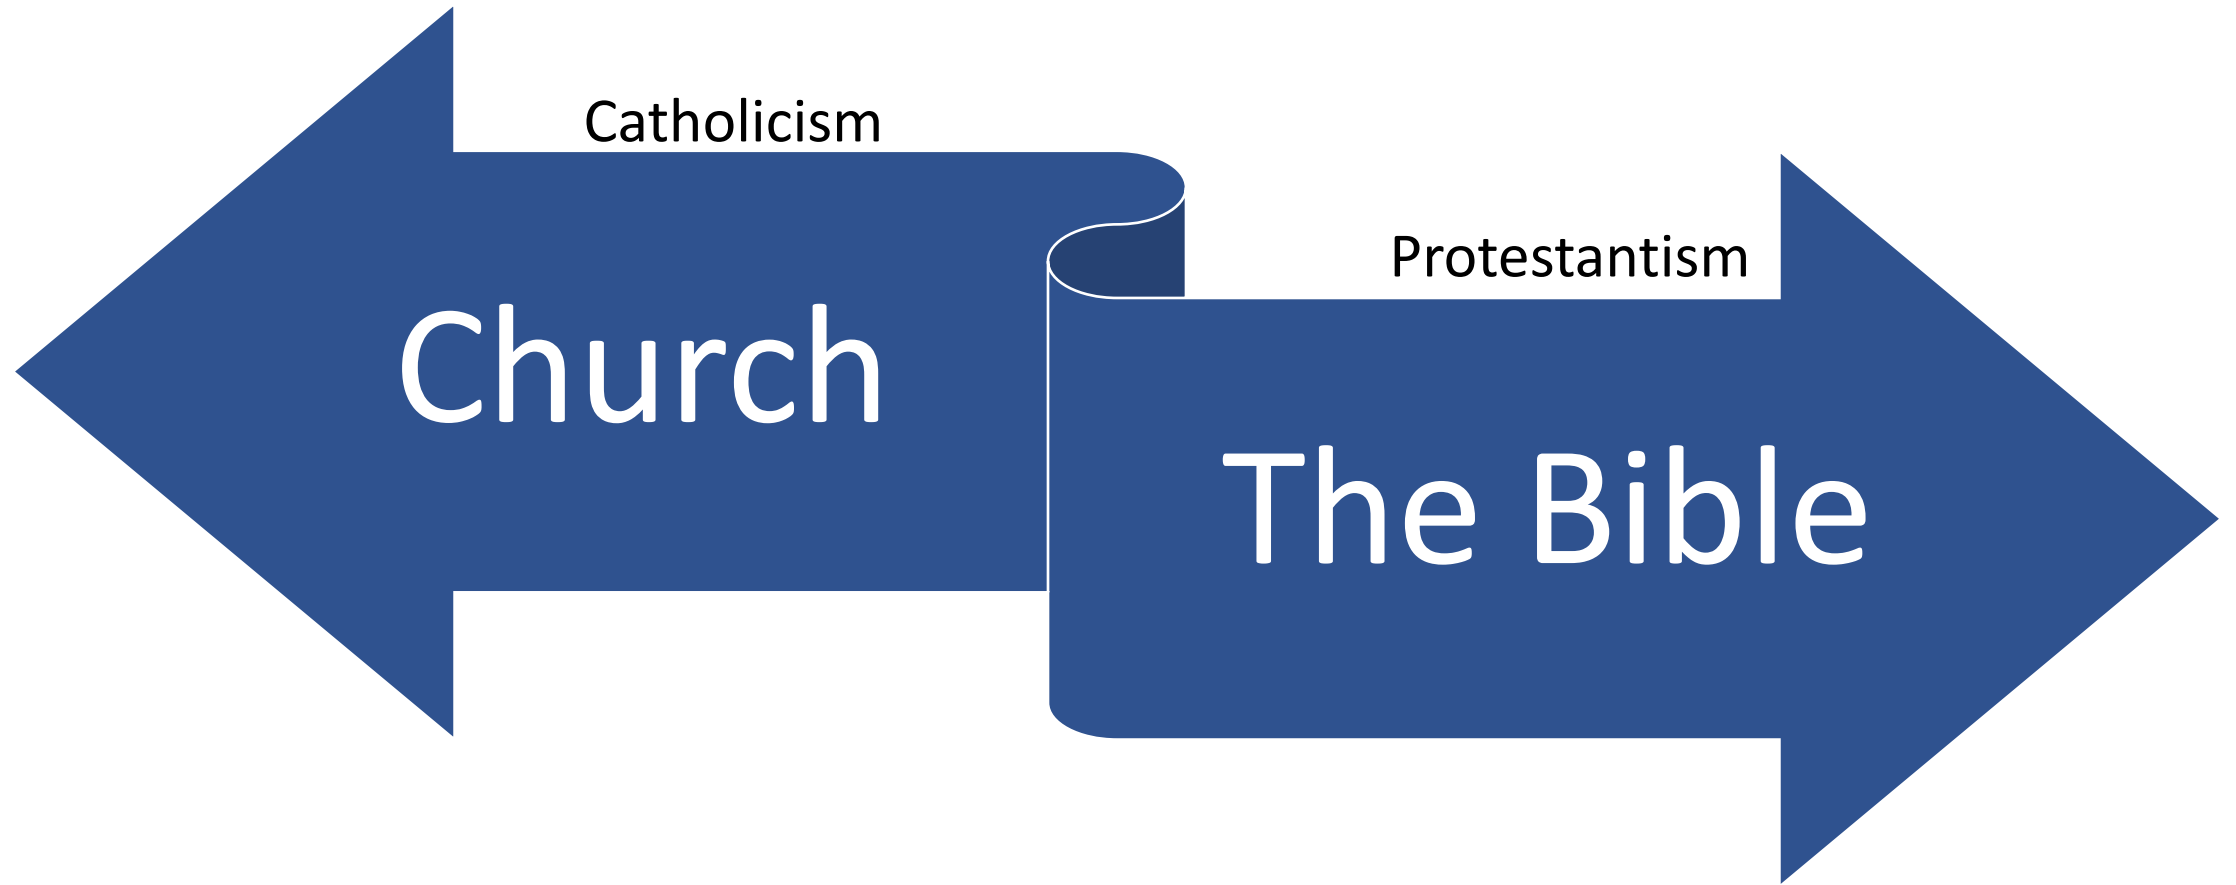 Catholicism
Church
Protestantism
The Bible